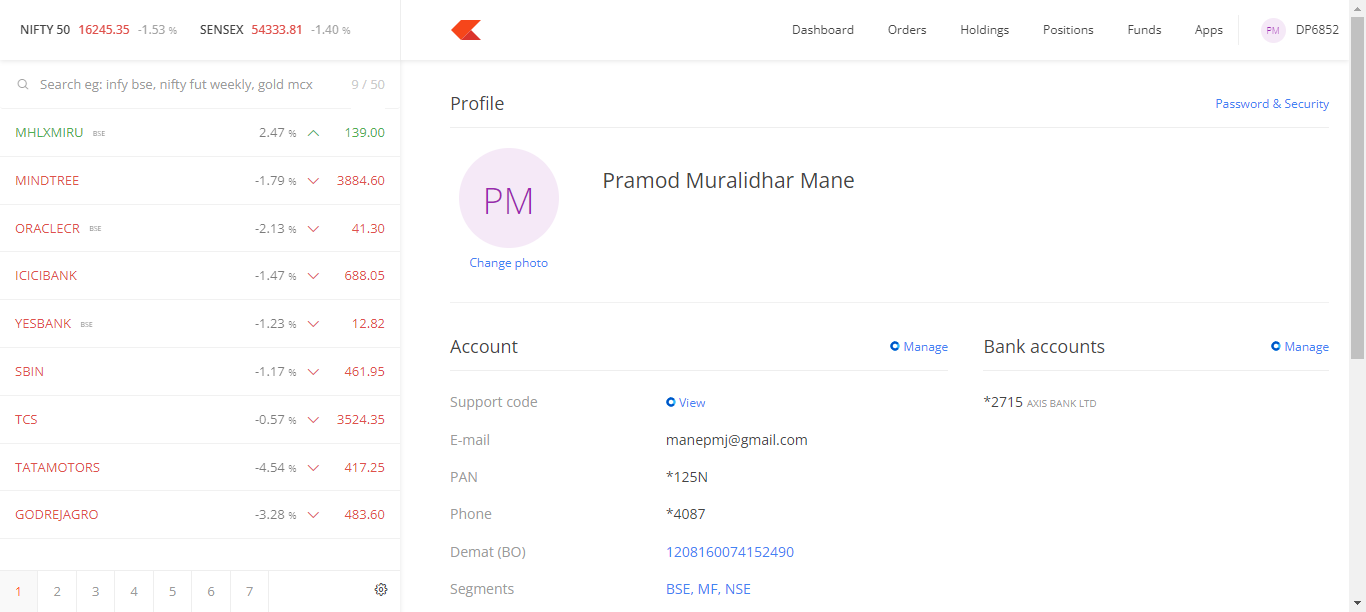 NIFTY 50 16245.35 -1.53 % SENSEX 54333.81 -1.40 %
Dashboard Orders Holdings Positions Funds Apps PM DP6852
Search eg: infy bse, nifty fut weekly, gold mcx 9 / 50
MHLXMIRU BSE 2.47 % 139.00
MINDTREE -1.79 % 3884.60
ORACLECR BSE -2.13 % 41.30
ICICIBANK -1.47 % 688.05
YESBANK BSE -1.23 % 12.82
SBIN -1.17 % 461.95
TCS -0.57 % 3524.35
TATAMOTORS -4.54 % 417.25
GODREJAGRO -3.28 % 483.60
1 2 3 4 5 6 7
Profile Password & Security
PM
Pramod Muralidhar Mane
Change photo
Account Manage
Support code View
E-mail manepmj@gmail.com
PAN *125N
Phone *4087
Demat (BO) 1208160074152490
Segments BSE, MF, NSE
Bank accounts Manage
*2715 AXIS BANK LTD